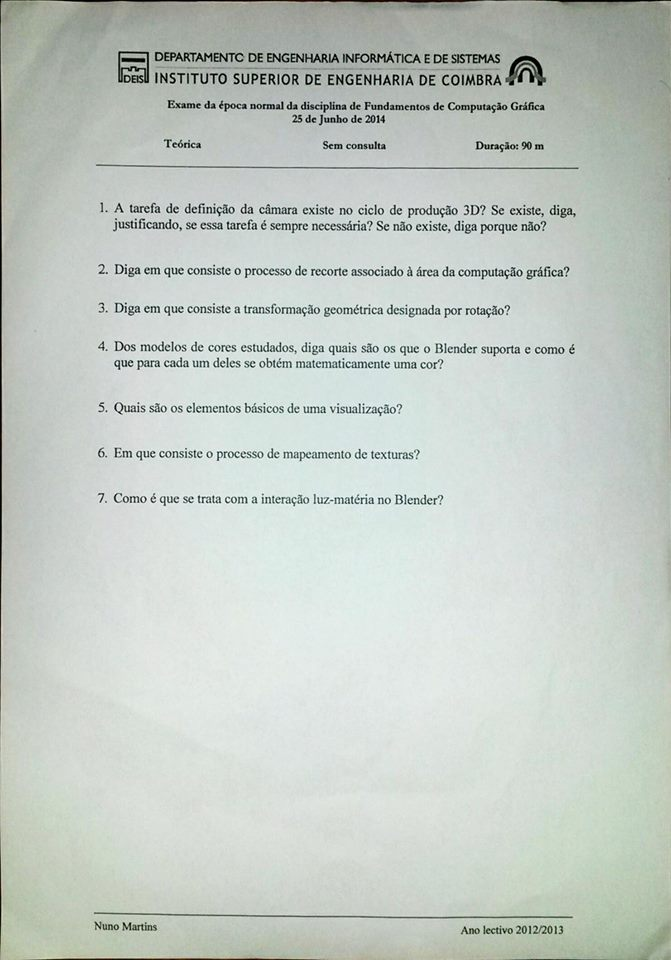 DEIS
DEPARTAMENTO DE ENGENHARIA INFORMÁTICA E DE SISTEMAS
INSTITUTO SUPERIOR DE ENGENHARIA DE COIMBRA
Exame da época normal da disciplina de Fundamentos de Computação Gráfica
25 de Junho de 2014
Teórica Sem consulta Duração: 90 m
1. A tarefa de definição da câmara existe no ciclo de produção 3D? Se existe, diga,
justificando, se essa tarefa é sempre necessária? Se não existe, diga porque não?
2. Diga em que consiste o processo de recorte associado à área da computação gráfica?
3. Diga em que consiste a transformação geométrica designada por rotação?
4. Dos modelos de cores estudados, diga quais são os que o Blender suporta e como é
que para cada um deles se obtém matematicamente uma cor?
5. Quais são os elementos básicos de uma visualização?
6. Em que consiste o processo de mapeamento de texturas?
7. Como é que se trata com a interação luz-matéria no Blender?
Nuno Martins Ano lectivo 2012/2013